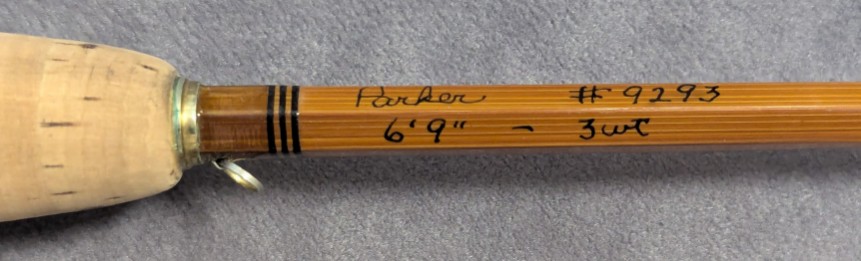 Parker # 9293
6'9" - 3wt